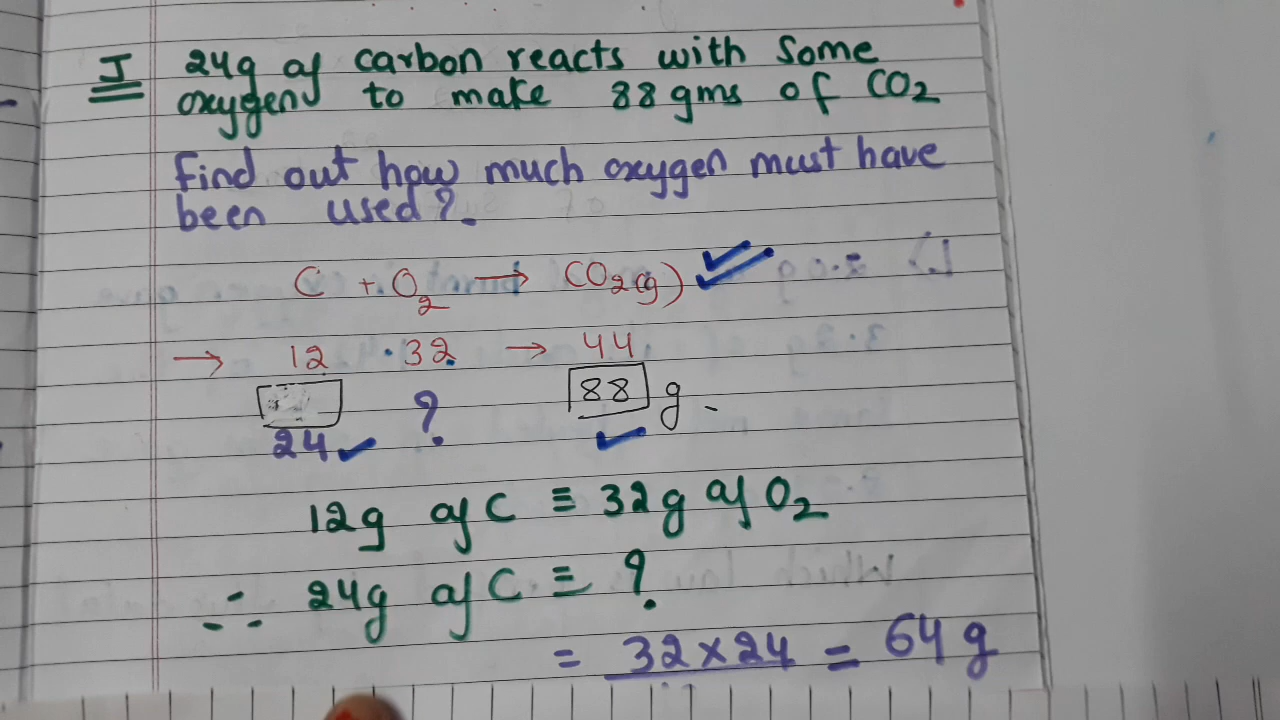 I 24g of carbon reacts with some
oxygen to make 88 gms of CO2
Find out how much oxygen must have
been used?.
C + O2 → CO2(g)
→ 12 · 32 → 44
88 g.
24 ?
12g of C ≡ 32g of O2
∴ 24g of C = ?
= 32×24 = 64 g